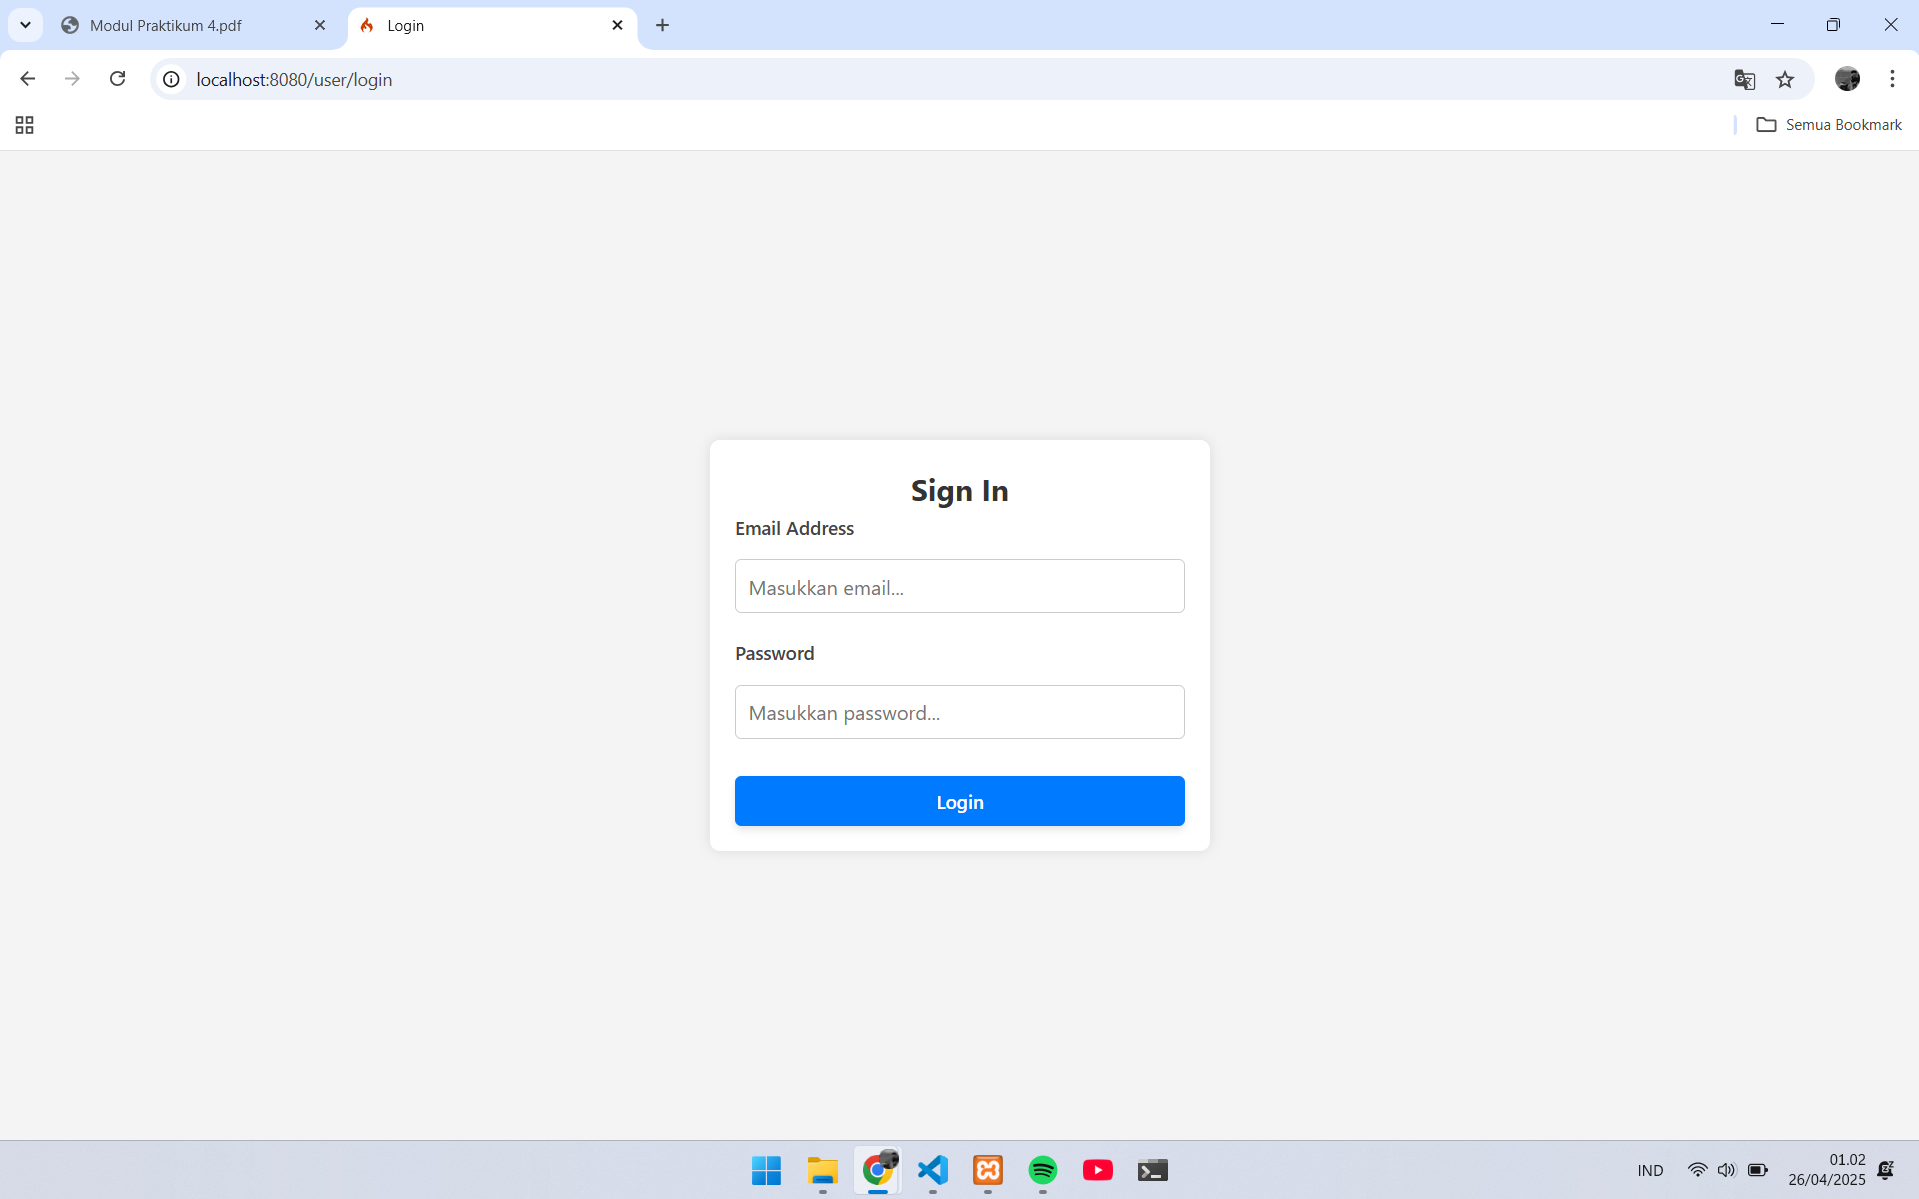 Modul Praktikum 4.pdf
Login
localhost:8080/user/login
Semua Bookmark
Sign In
Email Address
Masukkan email...
Password
Masukkan password...
Login
IND
01.02
26/04/2025